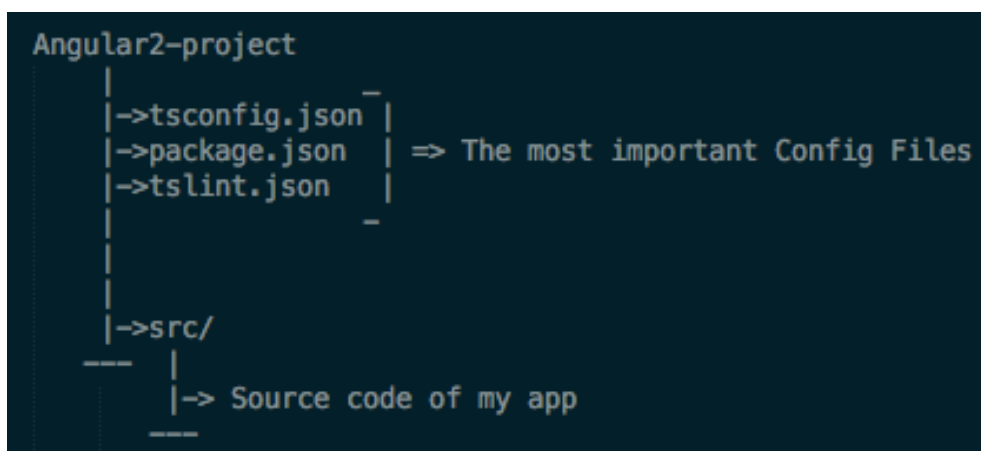 Angular2-project
|->tsconfig.json |
|->package.json | => The most important Config Files
|->tslint.json |
|->src/
|-> Source code of my app